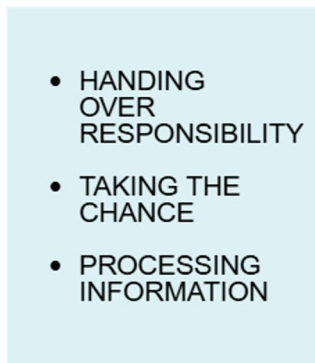 • HANDING
OVER
RESPONSIBILITY
• TAKING THE
CHANCE
• PROCESSING
INFORMATION